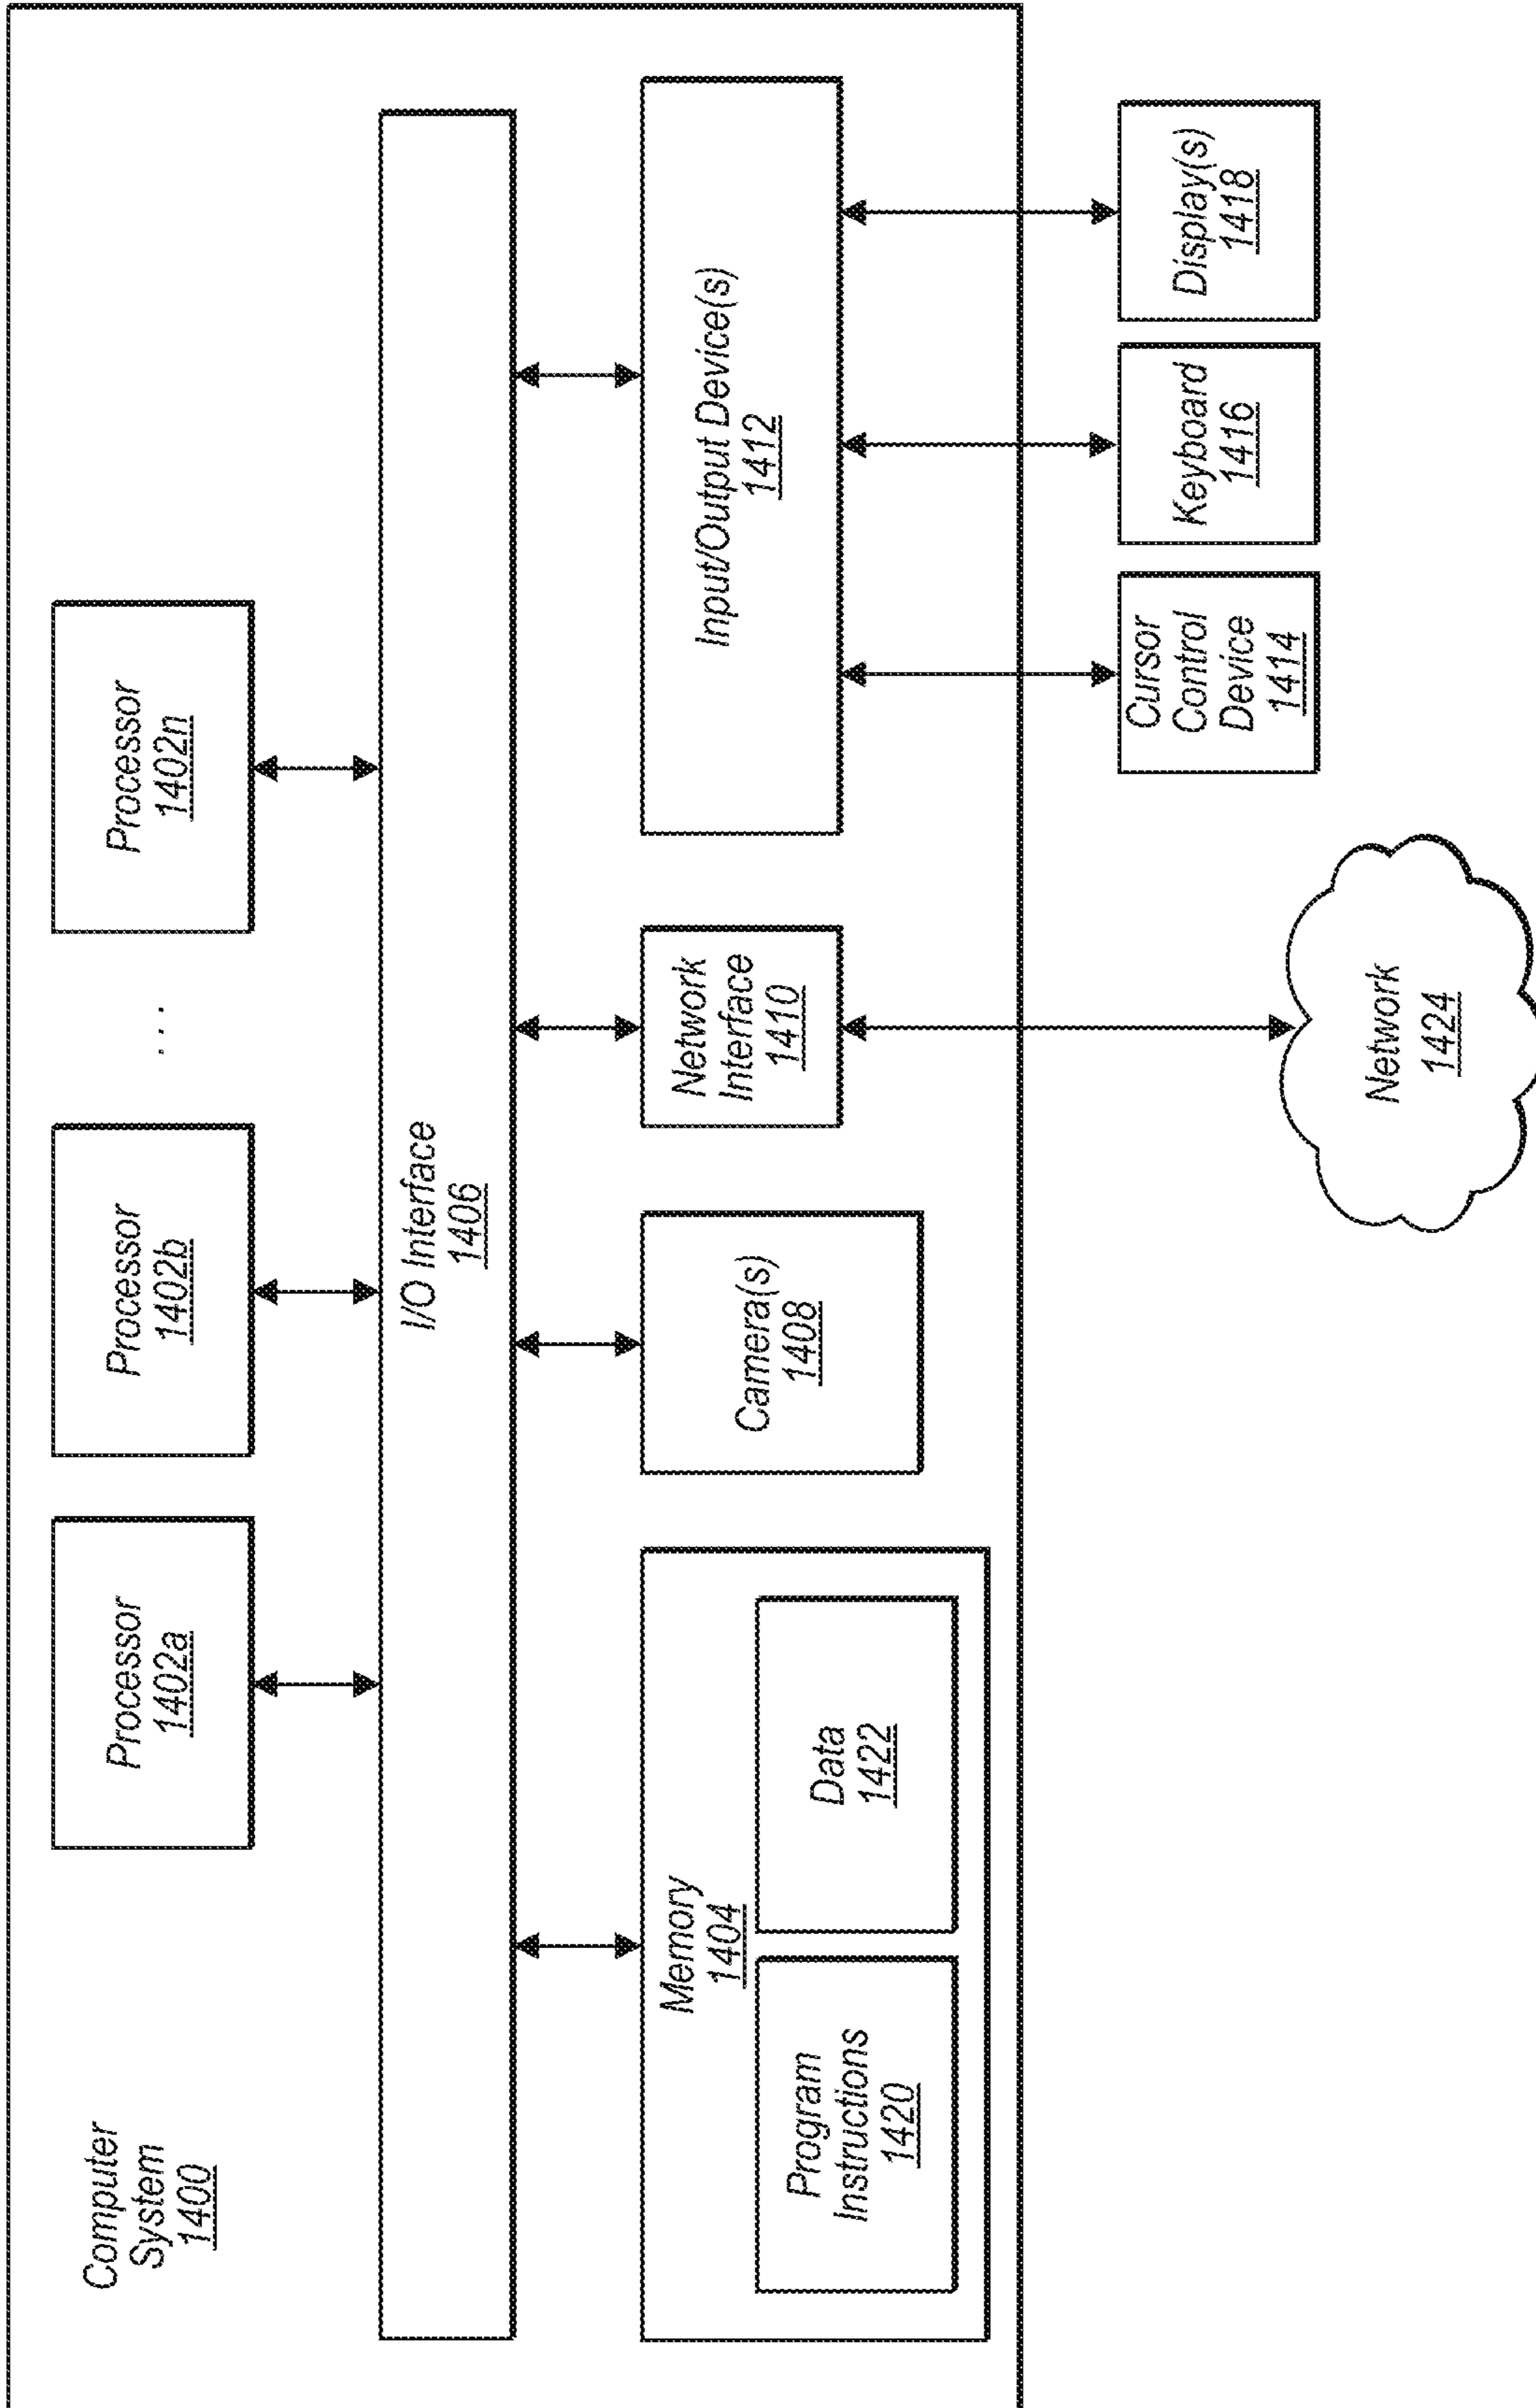 Computer
System
1400
Processor
1402a
Processor
1402b
. . .
Processor
1402n
I/O Interface
1406
Memory
1404
Program
Instructions
1420
Data
1422
Camera(s)
1408
Network
Interface
1410
Input/Output Device(s)
1412
Network
1424
Cursor
Control
Device
1414
Keyboard
1416
Display(s)
1418